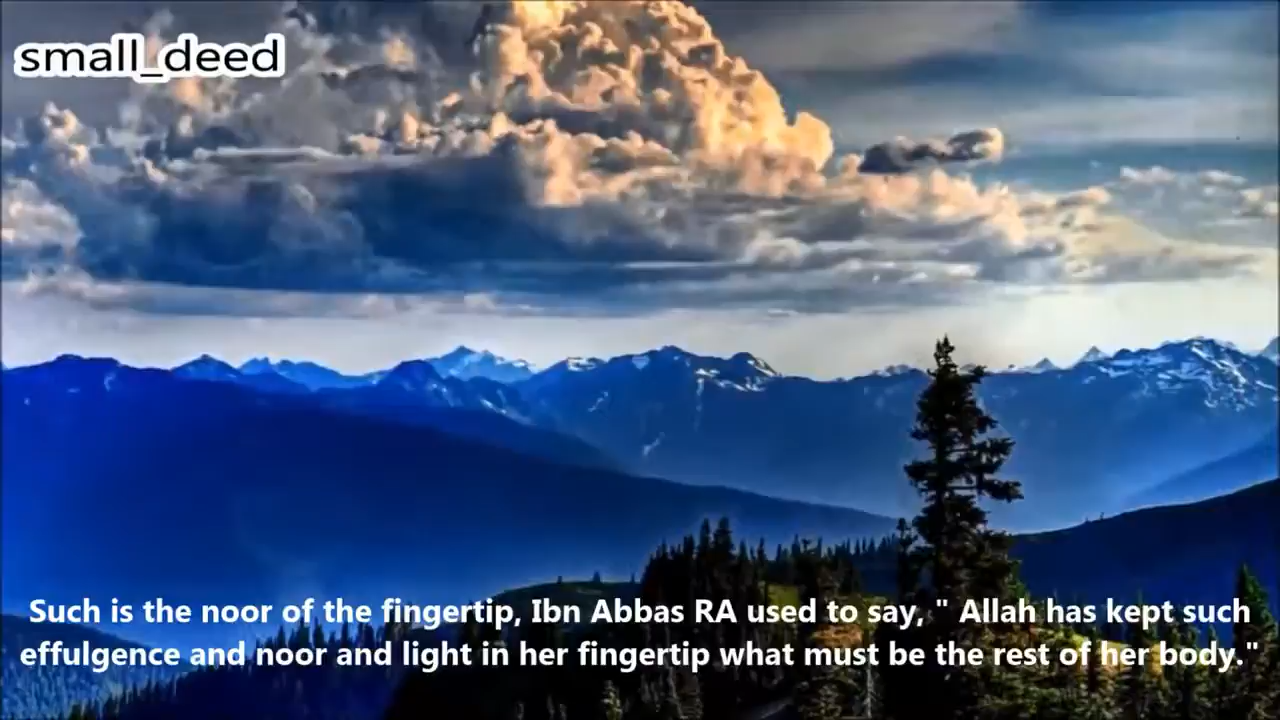 small_deed
Such is the noor of the fingertip, Ibn Abbas RA used to say, " Allah has kept such
effulgence and noor and light in her fingertip what must be the rest of her body."